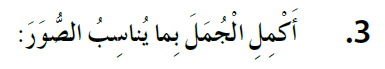 3. أَكْمِلِ الْجُمَلَ بِما يُناسِبُ الصُّوَرَ: